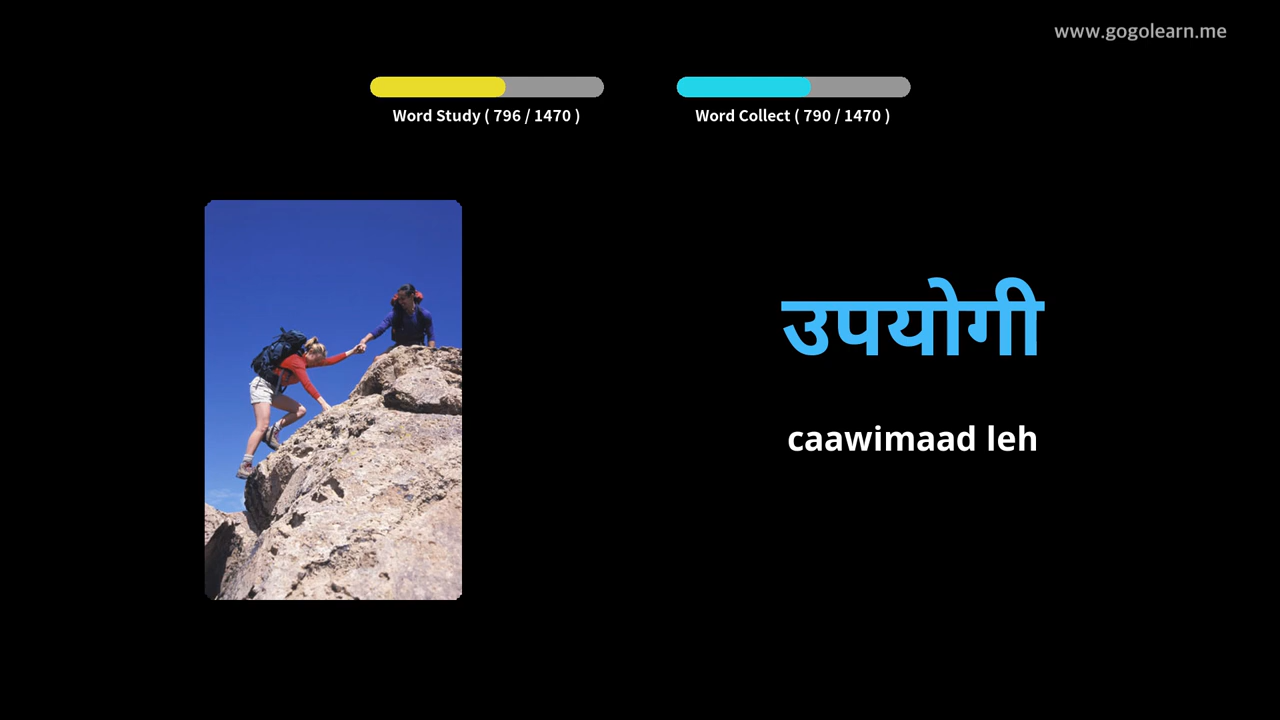 www.gogolearn.me
Word Study ( 796 / 1470 )
Word Collect ( 790 / 1470 )
उपयोगी
caawimaad leh